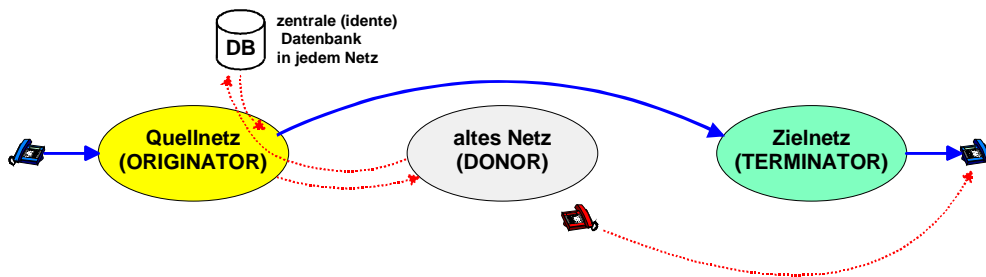 zentrale (idente)
Datenbank
in jedem Netz
DB
Quellnetz
(ORIGINATOR)
altes Netz
(DONOR)
Zielnetz
(TERMINATOR)